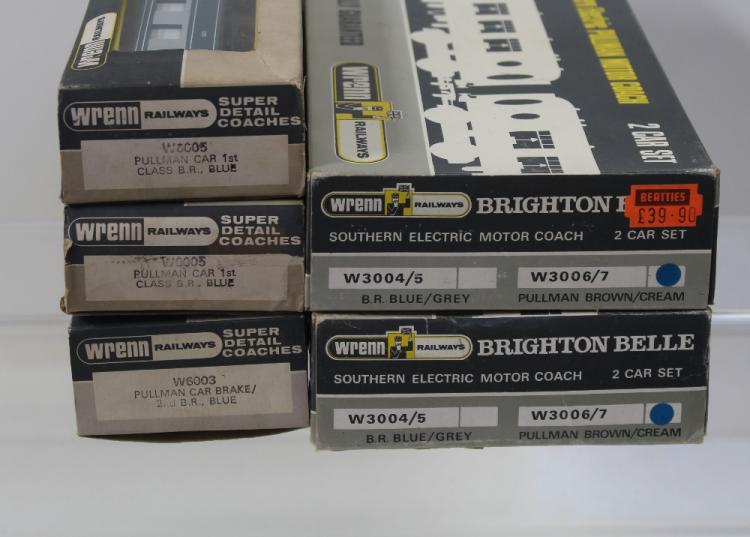 wrenn RAILWAYS
SUPER
DETAIL
COACHES
W6005
PULLMAN CAR 1st
CLASS B.R., BLUE
wrenn RAILWAYS
SUPER
DETAIL
COACHES
W6005
PULLMAN CAR 1st
CLASS B.R., BLUE
wrenn RAILWAYS
SUPER
DETAIL
COACHES
W6003
PULLMAN CAR BRAKE/
2nd B.R., BLUE
wrenn
RAILWAYS
MOTOR COACH
2 CAR SET
wrenn RAILWAYS BRIGHTON
BEATTIES
£39·90
SOUTHERN ELECTRIC MOTOR COACH 2 CAR SET
W3004/5 W3006/7
B.R. BLUE/GREY PULLMAN BROWN/CREAM
wrenn RAILWAYS BRIGHTON BELLE
SOUTHERN ELECTRIC MOTOR COACH 2 CAR SET
W3004/5 W3006/7
B.R. BLUE/GREY PULLMAN BROWN/CREAM